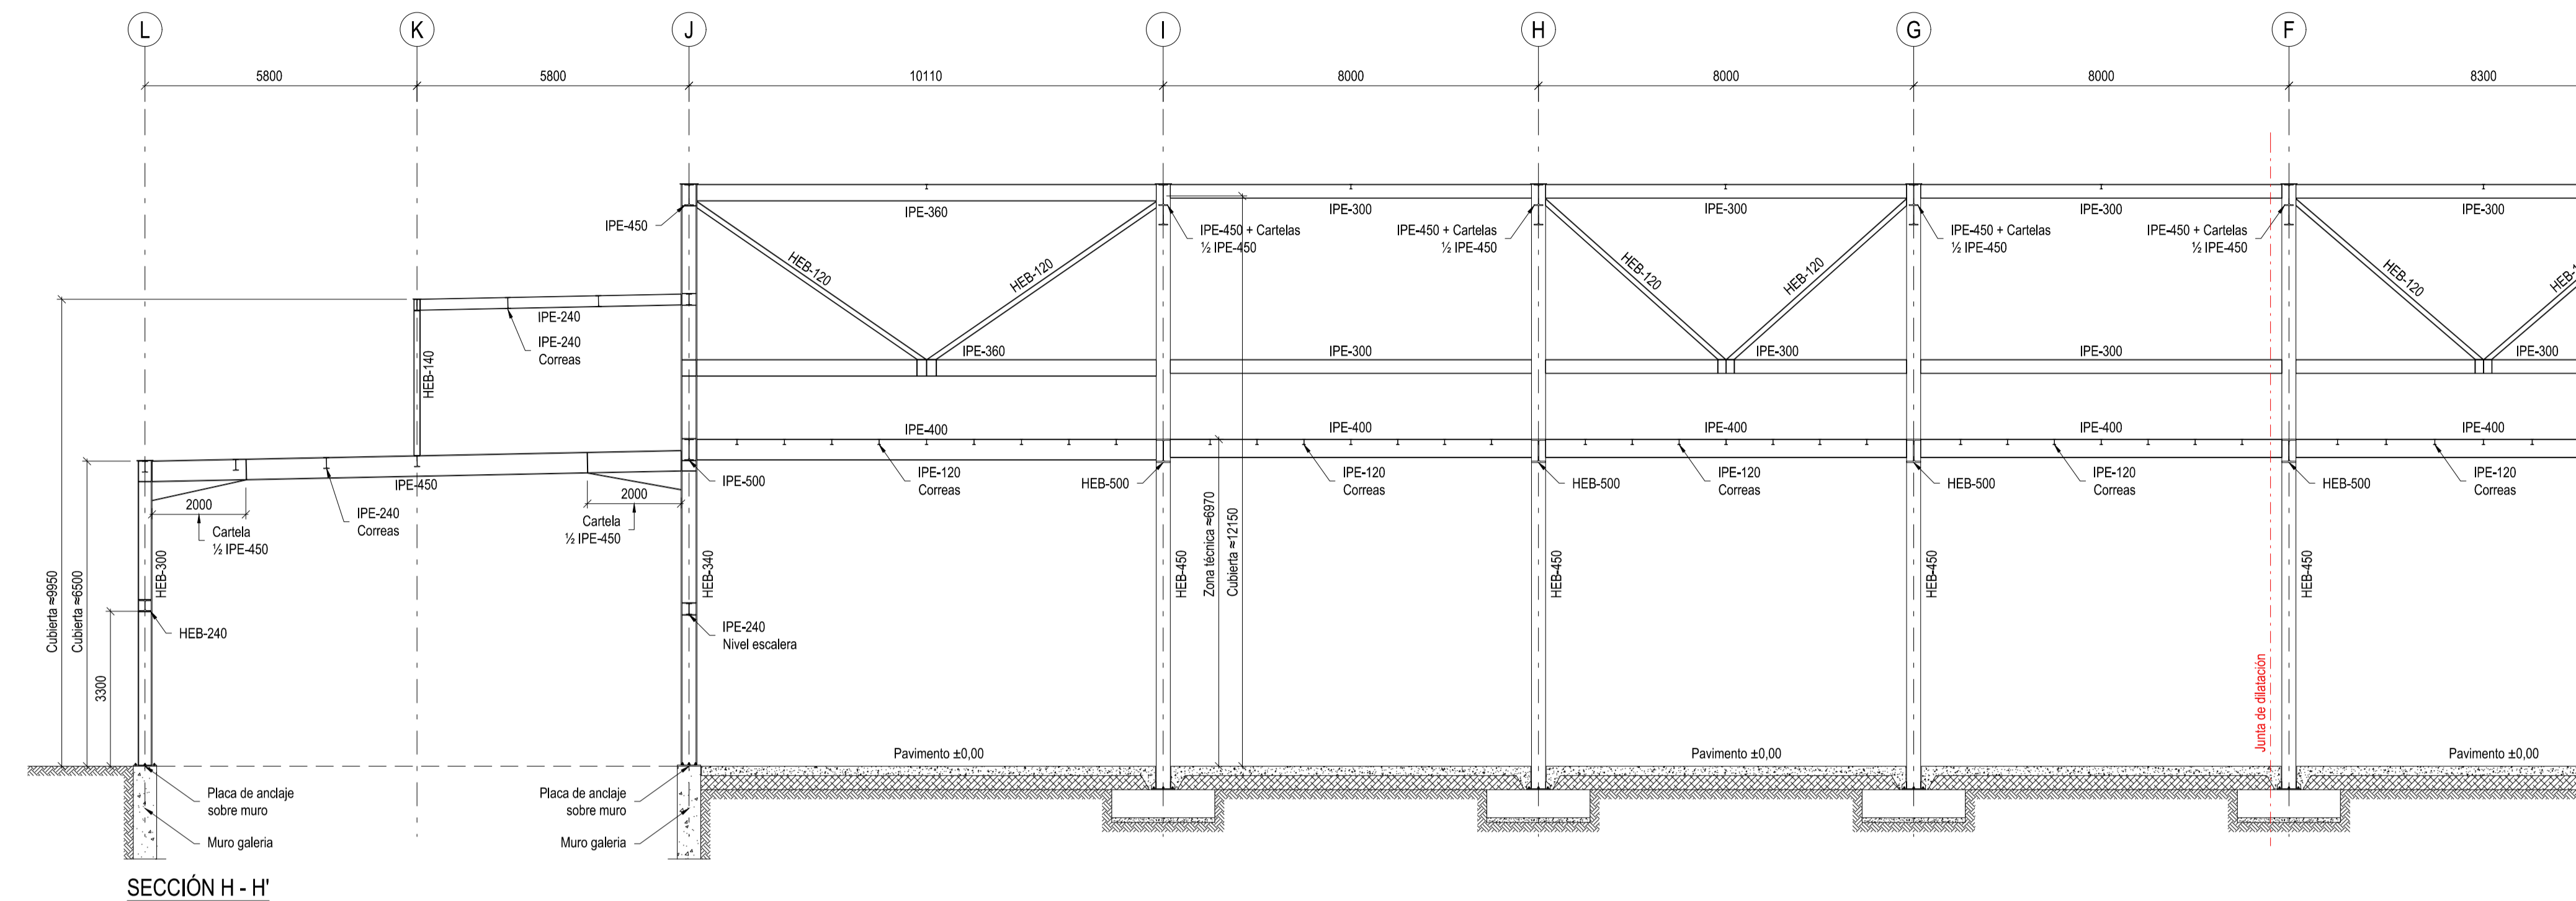 L K J I H G F
5800 5800 10110 8000 8000 8000 8300
IPE-450
IPE-360
IPE-450 + Cartelas
½ IPE-450
IPE-300
IPE-450 + Cartelas
½ IPE-450
IPE-300
IPE-450 + Cartelas
½ IPE-450
IPE-300
IPE-450 + Cartelas
½ IPE-450
IPE-300
HEB-120
HEB-120
HEB-120
HEB-120
HEB-120
IPE-240
IPE-240
Correas
HEB-140
IPE-360
IPE-300
IPE-300
IPE-300
IPE-300
IPE-400
IPE-400
IPE-400
IPE-400
IPE-400
IPE-450
IPE-240
Correas
2000
Cartela
½ IPE-450
2000
Cartela
½ IPE-450
IPE-500
IPE-120
Correas
HEB-500
IPE-120
Correas
HEB-500
IPE-120
Correas
HEB-500
IPE-120
Correas
HEB-500
IPE-120
Correas
Cubierta ≈9950
Cubierta ≈6500
3300
HEB-300
HEB-240
HEB-340
IPE-240
Nivel escalera
HEB-450
Zona técnica ≈6970
Cubierta ≈12150
HEB-450
HEB-450
HEB-450
Junta de dilatación
Pavimento ±0,00
Pavimento ±0,00
Pavimento ±0,00
Placa de anclaje
sobre muro
Muro galeria
Placa de anclaje
sobre muro
Muro galeria
SECCIÓN H - H'